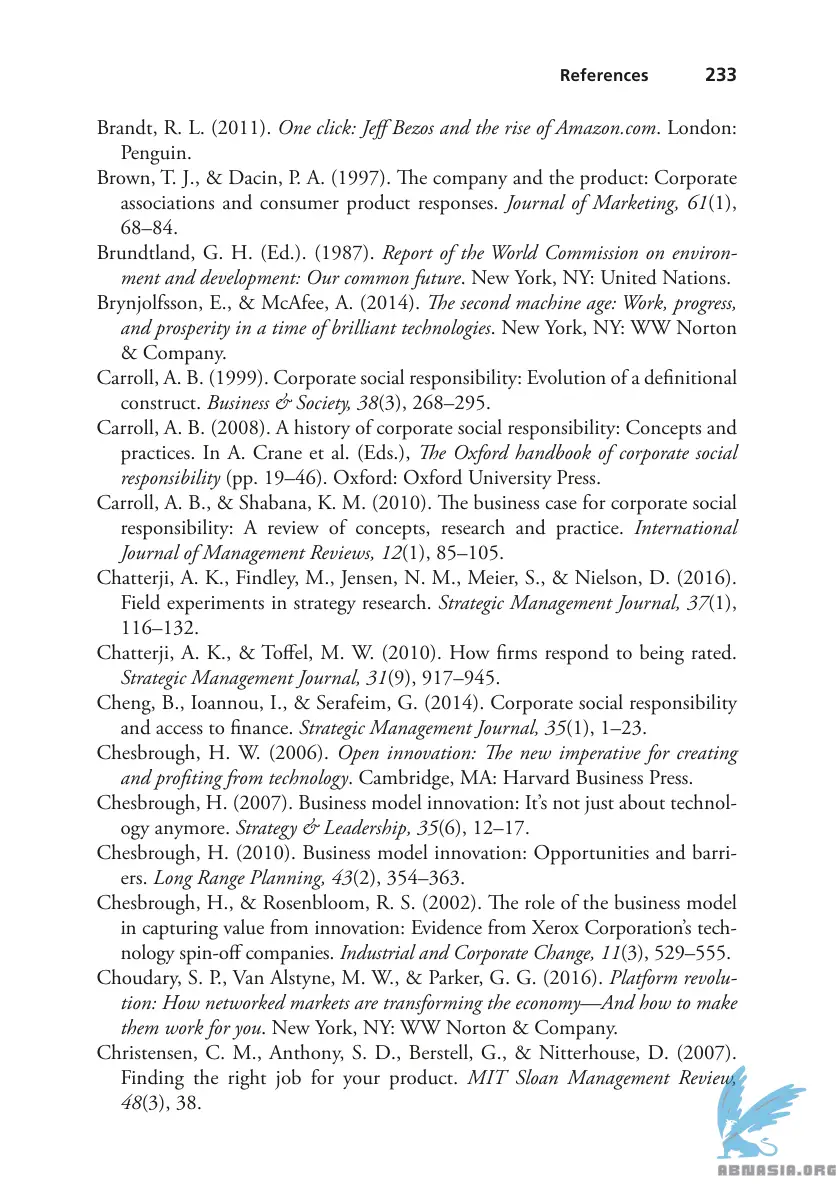 References 233
Brandt, R. L. (2011). One click: Jeff Bezos and the rise of Amazon.com. London:
Penguin.
Brown, T. J., & Dacin, P. A. (1997). The company and the product: Corporate
associations and consumer product responses. Journal of Marketing, 61(1),
68–84.
Brundtland, G. H. (Ed.). (1987). Report of the World Commission on environ-
ment and development: Our common future. New York, NY: United Nations.
Brynjolfsson, E., & McAfee, A. (2014). The second machine age: Work, progress,
and prosperity in a time of brilliant technologies. New York, NY: WW Norton
& Company.
Carroll, A. B. (1999). Corporate social responsibility: Evolution of a definitional
construct. Business & Society, 38(3), 268–295.
Carroll, A. B. (2008). A history of corporate social responsibility: Concepts and
practices. In A. Crane et al. (Eds.), The Oxford handbook of corporate social
responsibility (pp. 19–46). Oxford: Oxford University Press.
Carroll, A. B., & Shabana, K. M. (2010). The business case for corporate social
responsibility: A review of concepts, research and practice. International
Journal of Management Reviews, 12(1), 85–105.
Chatterji, A. K., Findley, M., Jensen, N. M., Meier, S., & Nielson, D. (2016).
Field experiments in strategy research. Strategic Management Journal, 37(1),
116–132.
Chatterji, A. K., & Toffel, M. W. (2010). How firms respond to being rated.
Strategic Management Journal, 31(9), 917–945.
Cheng, B., Ioannou, I., & Serafeim, G. (2014). Corporate social responsibility
and access to finance. Strategic Management Journal, 35(1), 1–23.
Chesbrough, H. W. (2006). Open innovation: The new imperative for creating
and profiting from technology. Cambridge, MA: Harvard Business Press.
Chesbrough, H. (2007). Business model innovation: It’s not just about technol-
ogy anymore. Strategy & Leadership, 35(6), 12–17.
Chesbrough, H. (2010). Business model innovation: Opportunities and barri-
ers. Long Range Planning, 43(2), 354–363.
Chesbrough, H., & Rosenbloom, R. S. (2002). The role of the business model
in capturing value from innovation: Evidence from Xerox Corporation’s tech-
nology spin-off companies. Industrial and Corporate Change, 11(3), 529–555.
Choudary, S. P., Van Alstyne, M. W., & Parker, G. G. (2016). Platform revolu-
tion: How networked markets are transforming the economy—And how to make
them work for you. New York, NY: WW Norton & Company.
Christensen, C. M., Anthony, S. D., Berstell, G., & Nitterhouse, D. (2007).
Finding the right job for your product. MIT Sloan Management Review,
48(3), 38.
ABNASIA.ORG